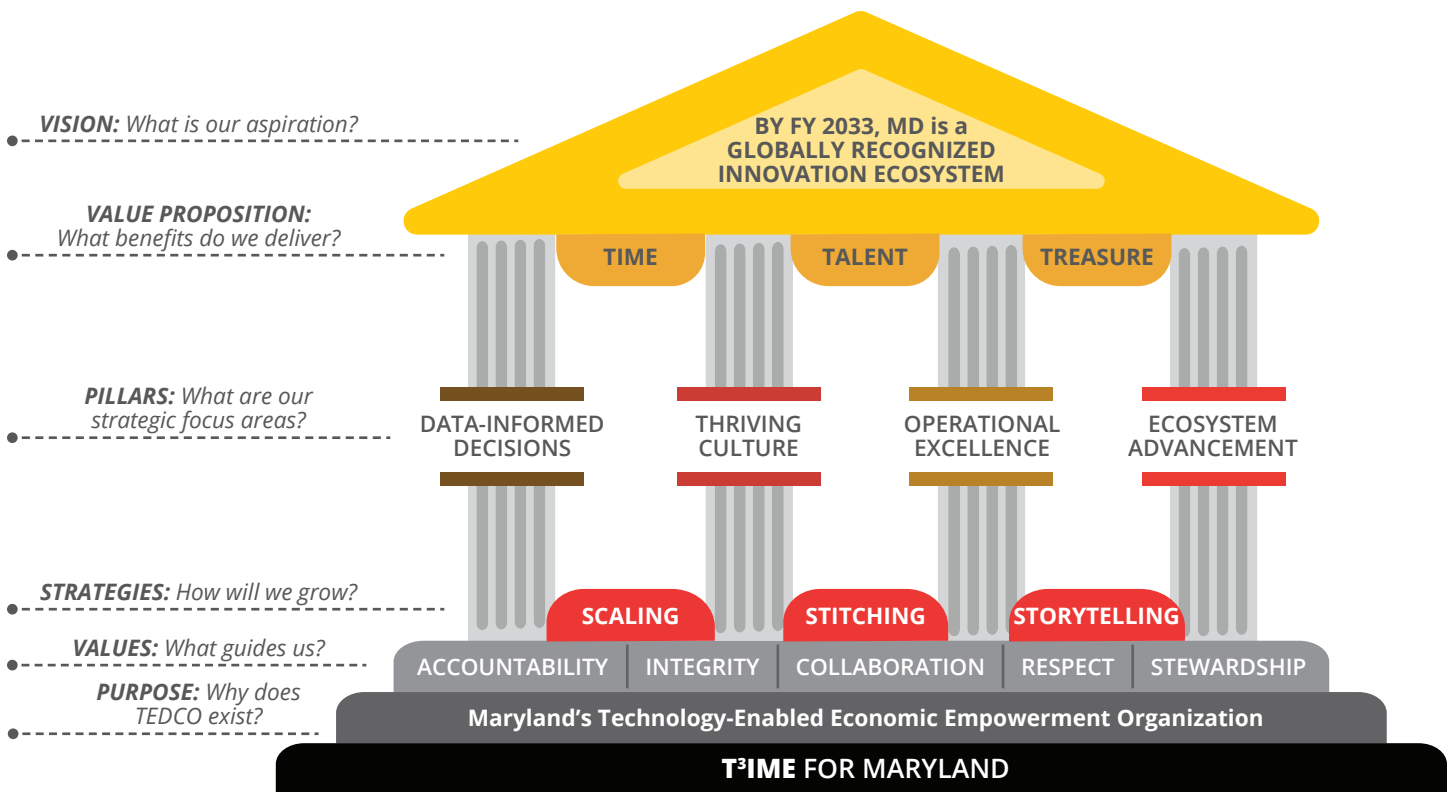 VISION: What is our aspiration?
BY FY 2033, MD is a
GLOBALLY RECOGNIZED
INNOVATION ECOSYSTEM
VALUE PROPOSITION:
What benefits do we deliver?
TIME
TALENT
TREASURE
PILLARS: What are our
strategic focus areas?
DATA-INFORMED
DECISIONS
THRIVING
CULTURE
OPERATIONAL
EXCELLENCE
ECOSYSTEM
ADVANCEMENT
STRATEGIES: How will we grow?
SCALING
STITCHING
STORYTELLING
VALUES: What guides us?
ACCOUNTABILITY
INTEGRITY
COLLABORATION
RESPECT
STEWARDSHIP
PURPOSE: Why does
TEDCO exist?
Maryland’s Technology-Enabled Economic Empowerment Organization
T³IME FOR MARYLAND